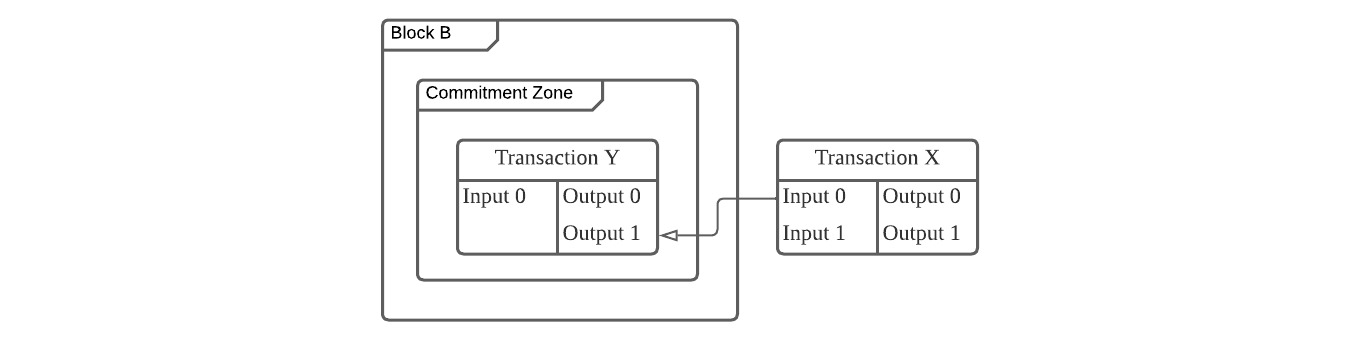 Block B
Commitment Zone
Transaction Y
Input 0
Output 0
Output 1
Transaction X
Input 0
Input 1
Output 0
Output 1